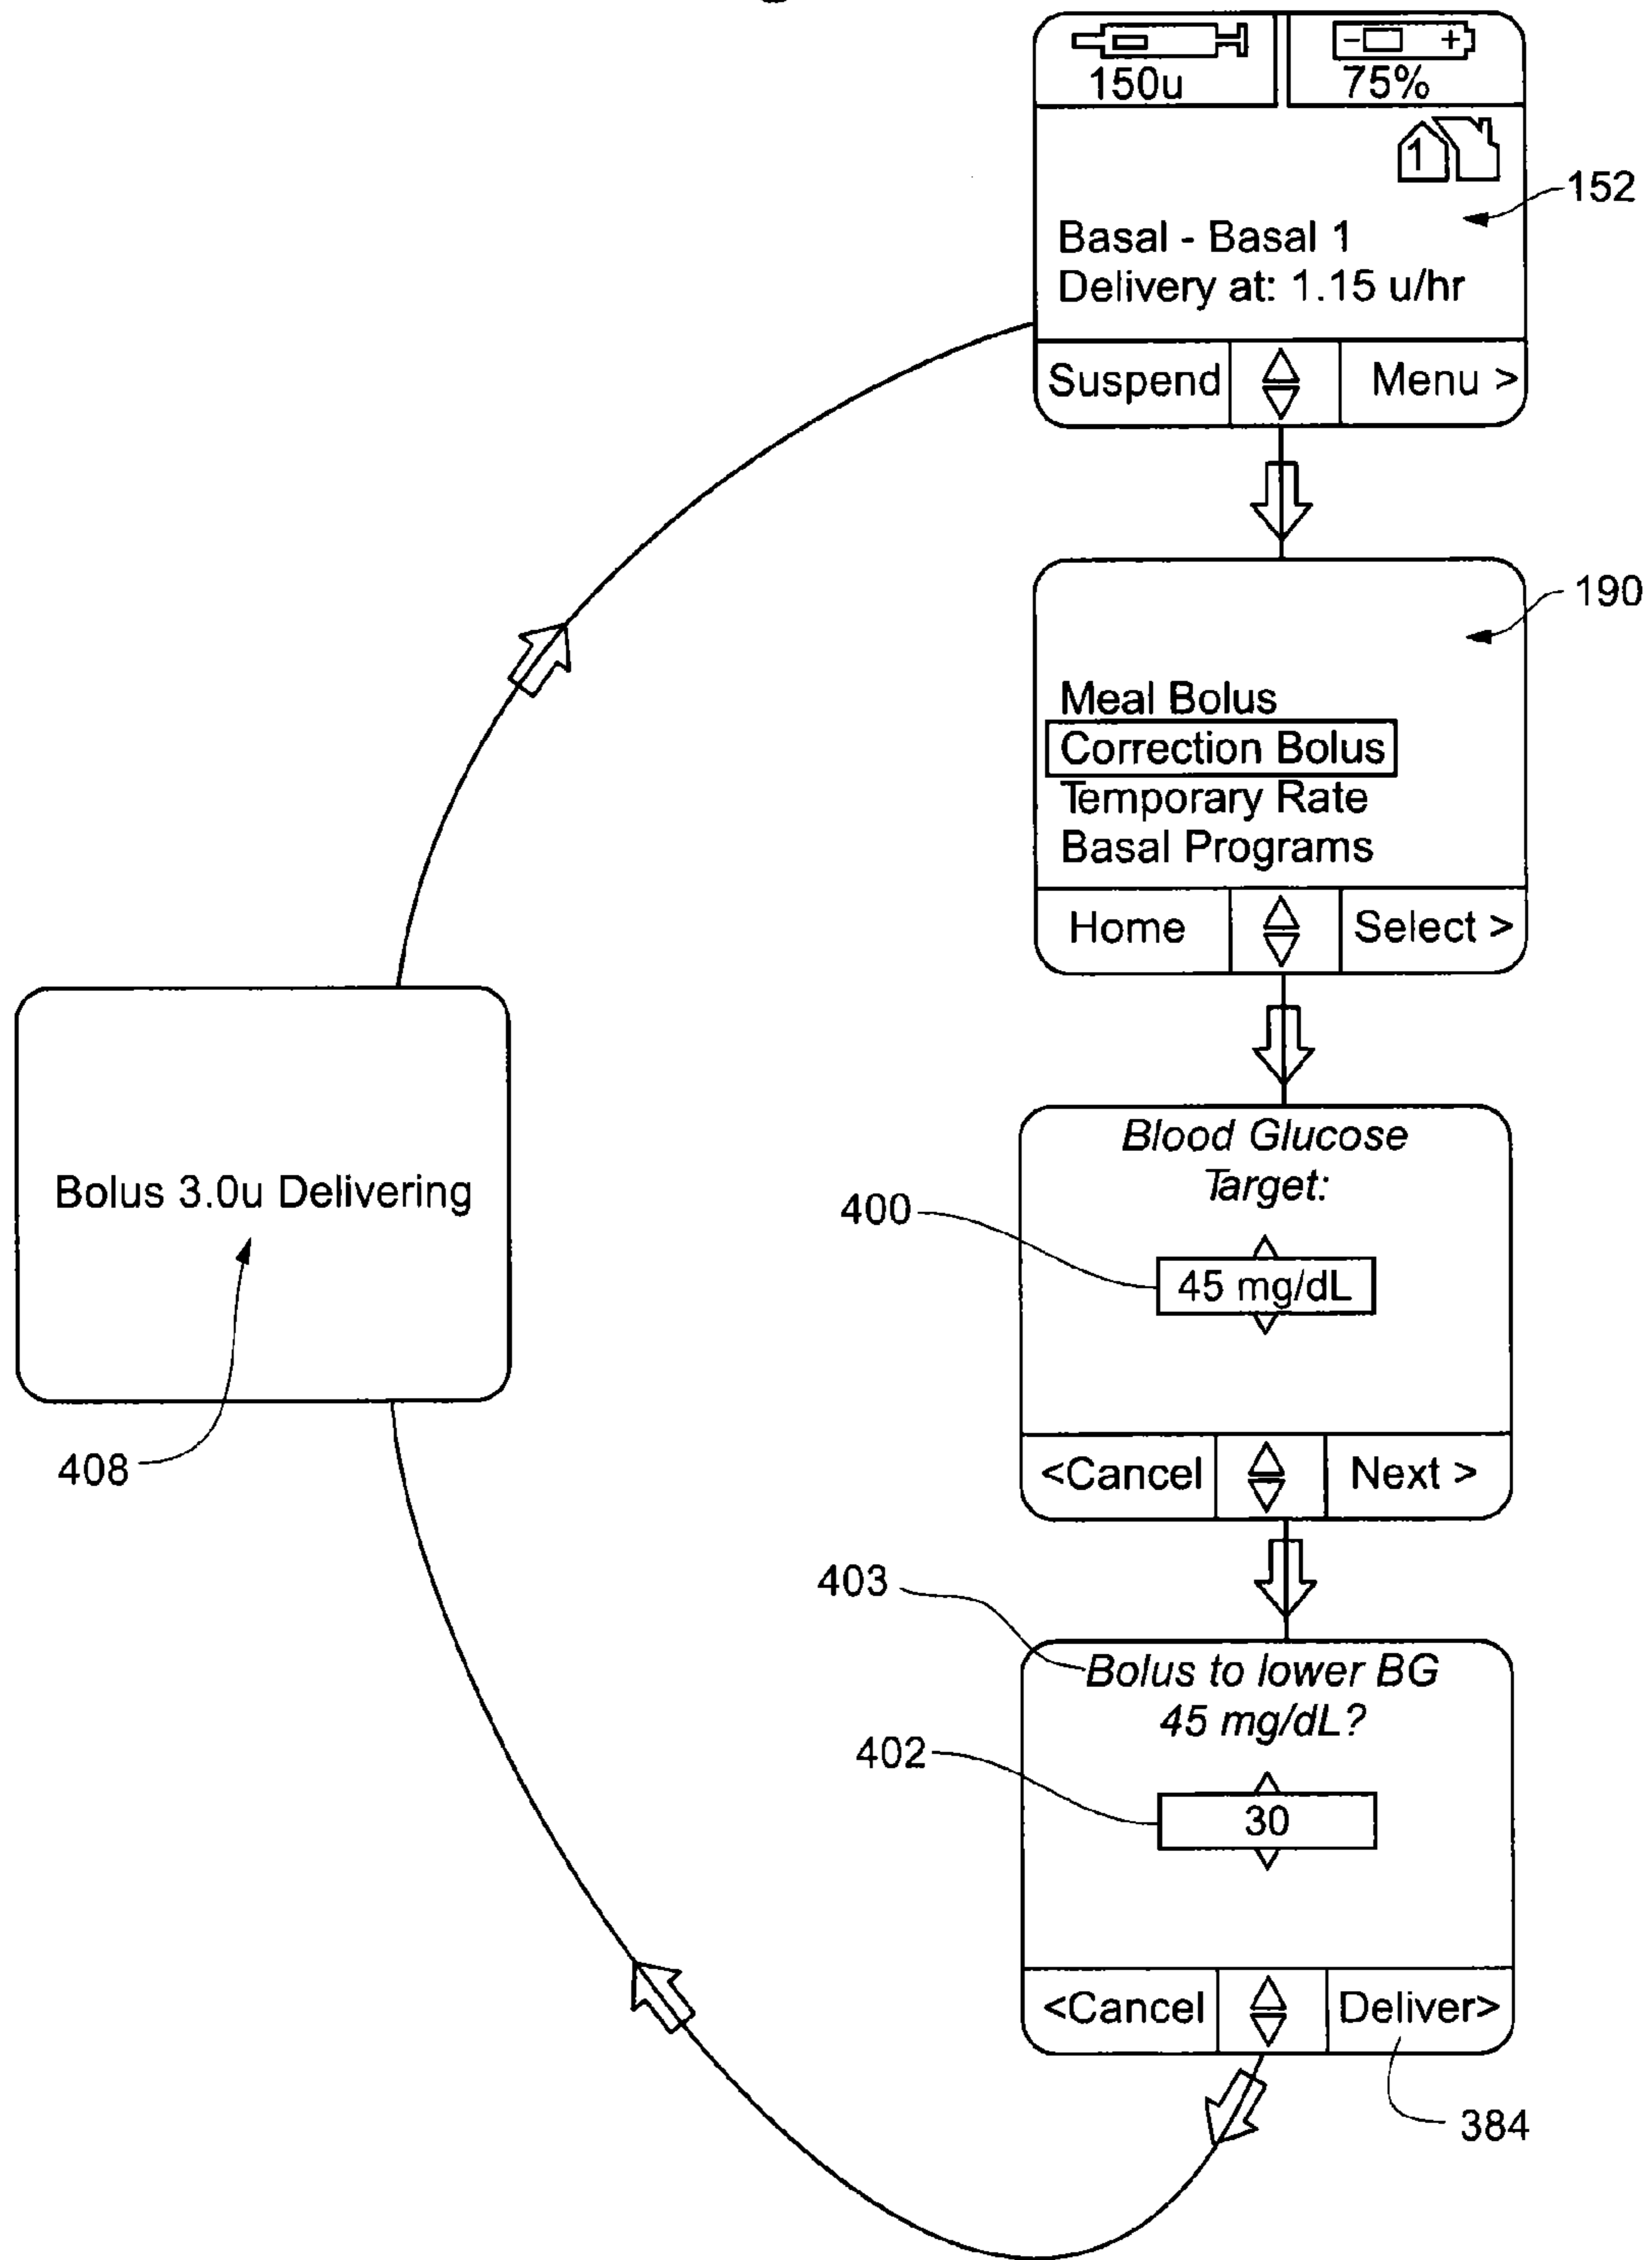 150u
75%
1
152
Basal - Basal 1
Delivery at: 1.15 u/hr
Suspend
Menu >
190
Meal Bolus
Correction Bolus
Temporary Rate
Basal Programs
Home
Select >
Bolus 3.0u Delivering
408
Blood Glucose
Target:
400
45 mg/dL
<Cancel
Next >
403
Bolus to lower BG
45 mg/dL?
402
30
<Cancel
Deliver>
384